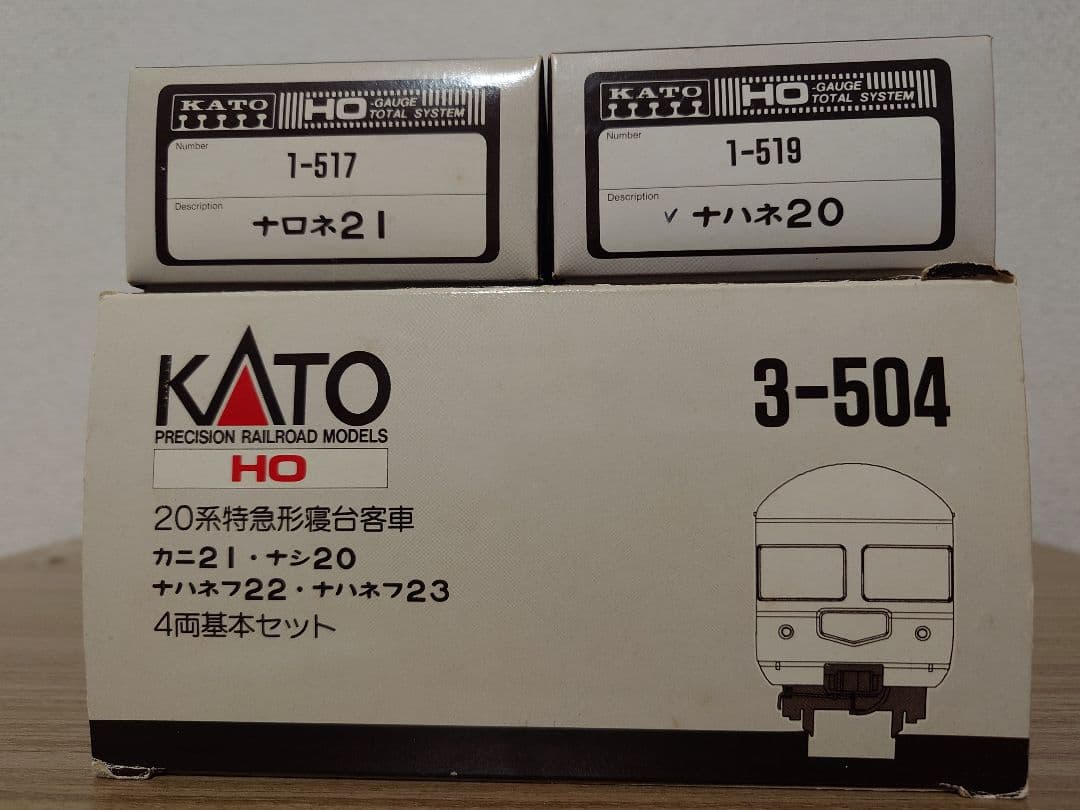 KATO HO -GAUGE TOTAL SYSTEM
Number
1-517
Description
ナロネ21
KATO HO -GAUGE TOTAL SYSTEM
Number
1-519
Description
✓ ナハネ20
KATO
PRECISION RAILROAD MODELS
HO
20系特急形寝台客車
カニ21・ナシ20
ナハネフ22・ナハネフ23
4両基本セット
3-504